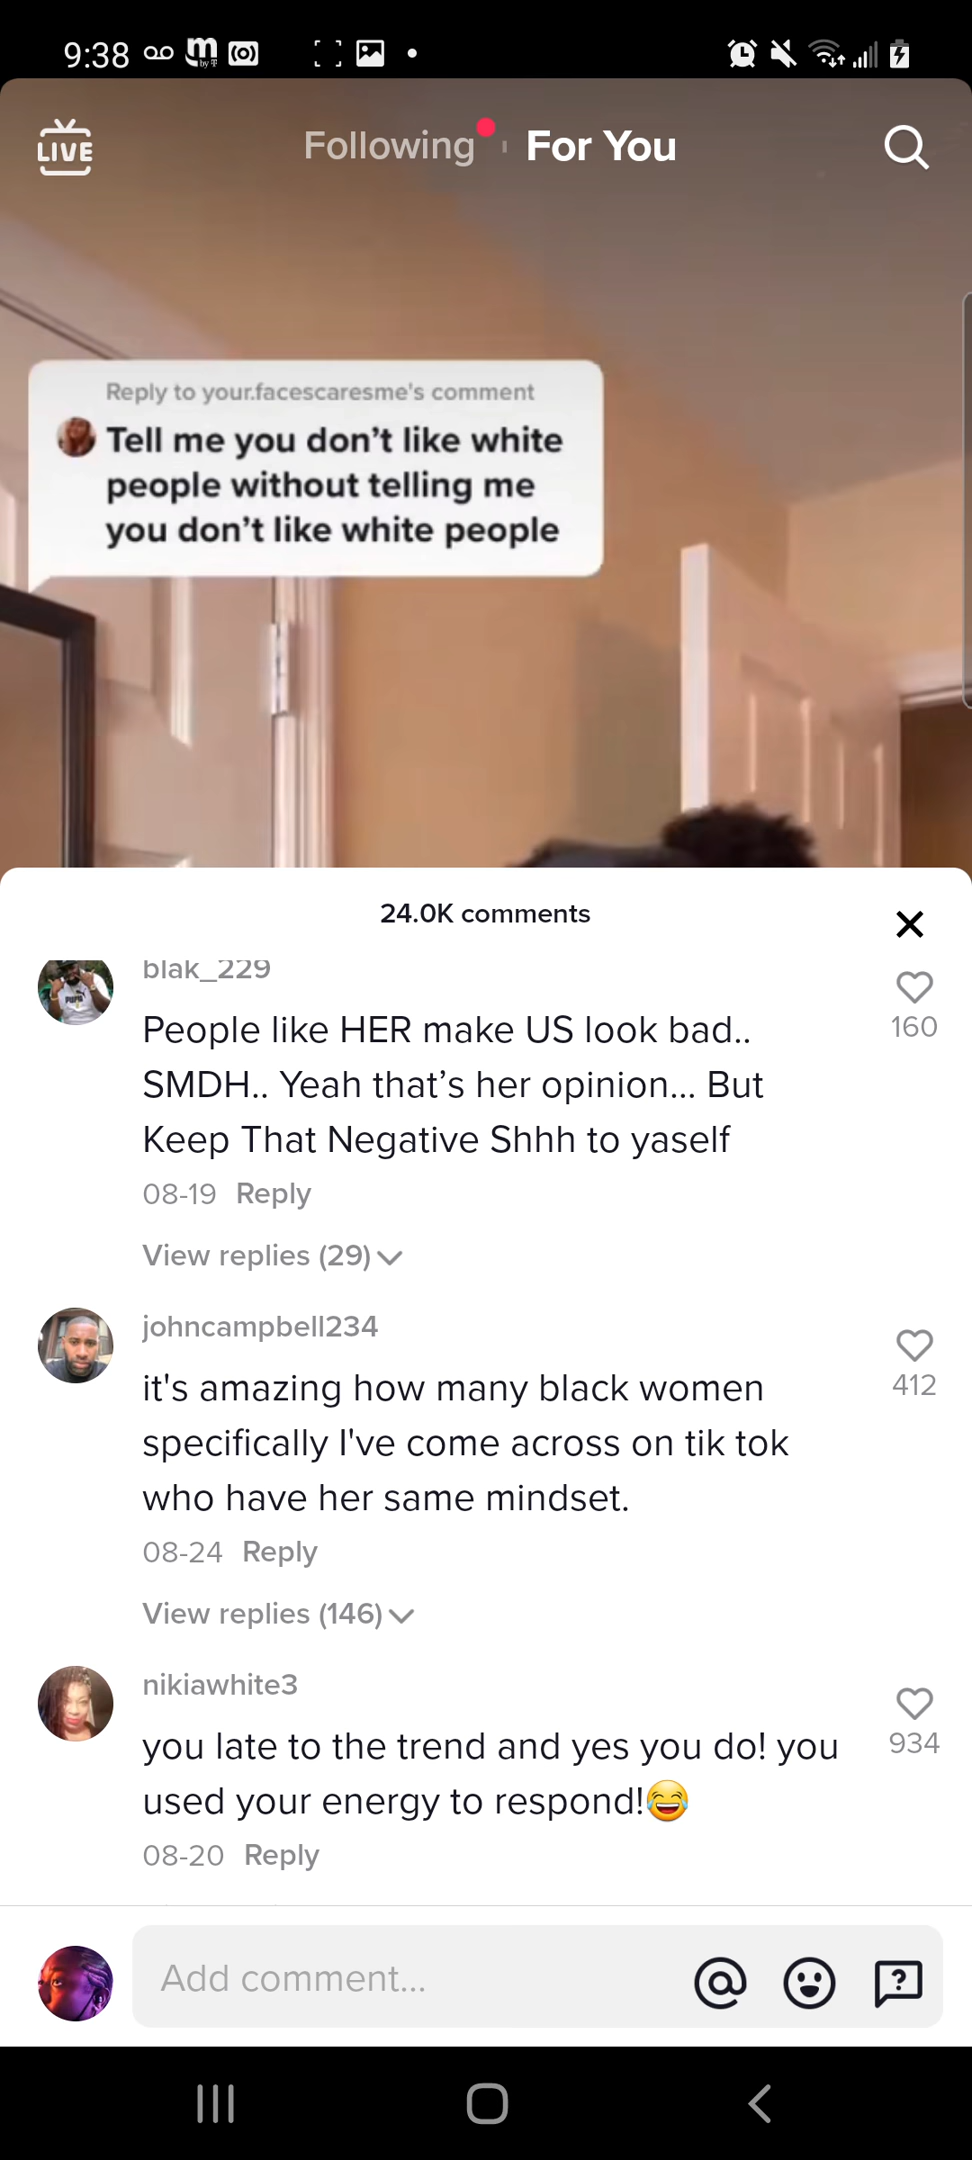 9:38
m
by T
LIVE
Following
For You
Reply to your.facescaresme's comment
Tell me you don’t like white
people without telling me
you don’t like white people
24.0K comments
blak_229
People like HER make US look bad..
SMDH.. Yeah that’s her opinion... But
Keep That Negative Shhh to yaself
160
08-19 Reply
View replies (29)
johncampbell234
it's amazing how many black women
specifically I've come across on tik tok
who have her same mindset.
412
08-24 Reply
View replies (146)
nikiawhite3
you late to the trend and yes you do! you
used your energy to respond!😂
934
08-20 Reply
Add comment...